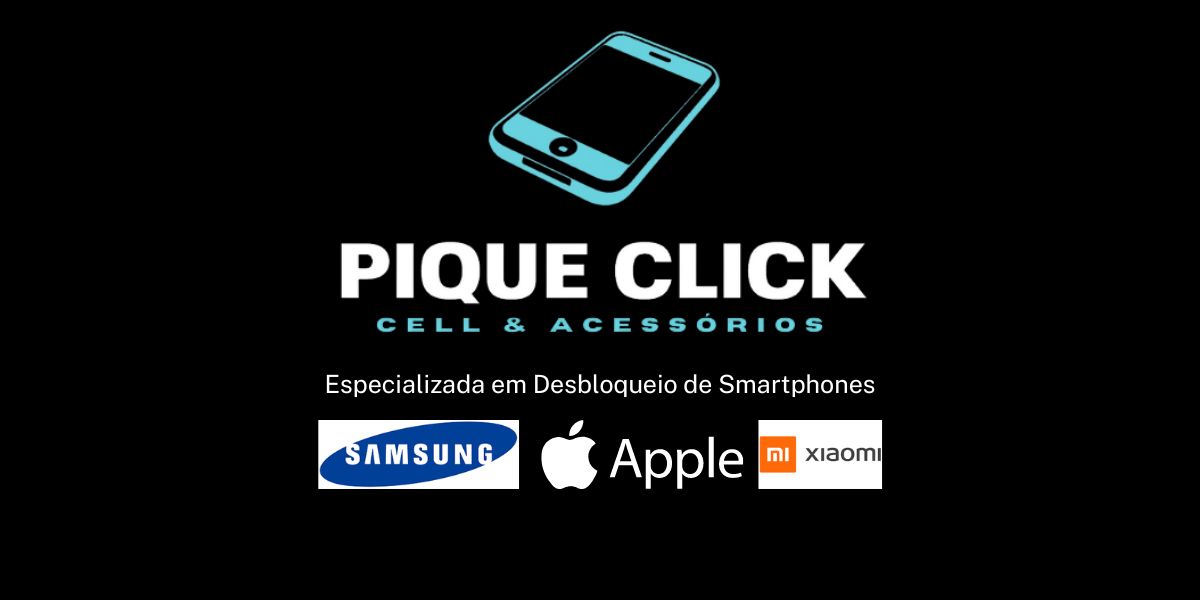 PIQUE CLICK
CELL & ACESSÓRIOS
Especializada em Desbloqueio de Smartphones
SAMSUNG Apple mi xiaomi